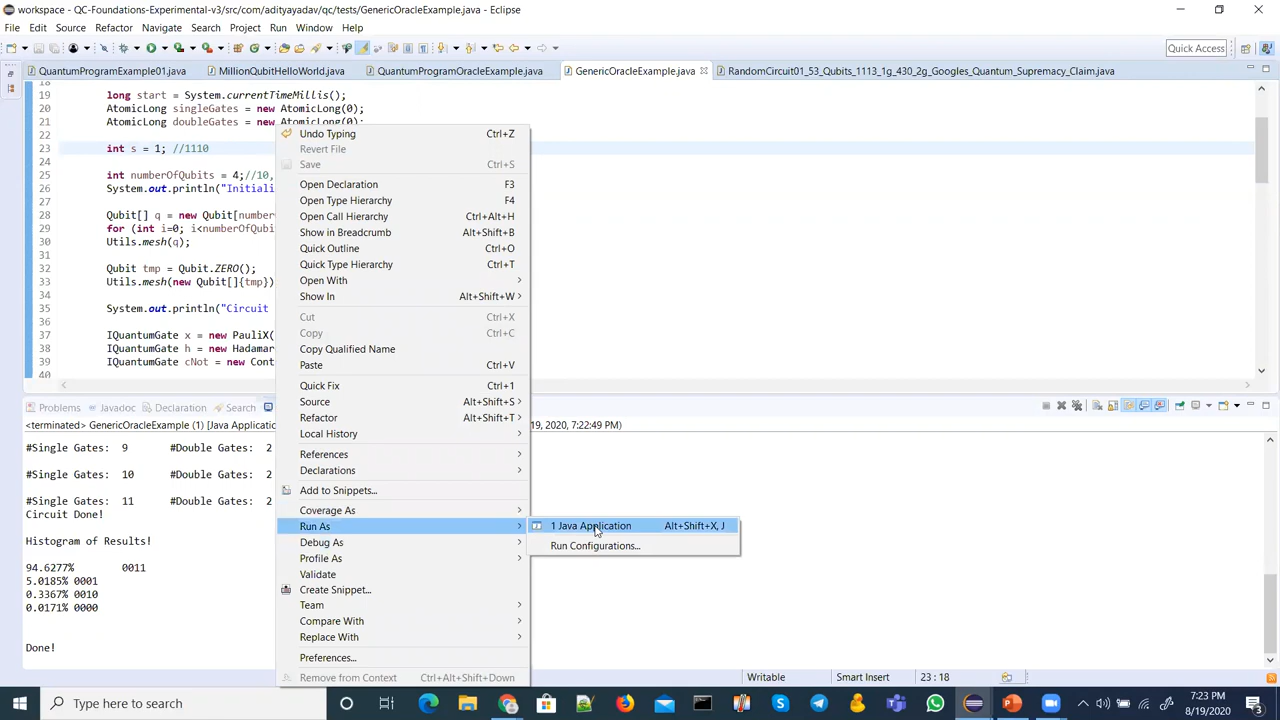 workspace - QC-Foundations-Experimental-v3/src/com/adityayadav/qc/tests/GenericOracleExample.java - Eclipse
File Edit Source Refactor Navigate Search Project Run Window Help
Quick Access
QuantumProgramExample01.java MillionQubitHelloWorld.java QuantumProgramOracleExample.java GenericOracleExample.java RandomCircuit01_53_Qubits_1113_1g_430_2g_Googles_Quantum_Supremacy_Claim.java
18
19 long start = System.currentTimeMillis();
20 AtomicLong singleGates = new AtomicLong(0);
21 AtomicLong doubleGates = new AtomicLong(0);
22
23 int s = 1; //1110
24
25 int numberOfQubits = 4;//10,
26 System.out.println("Initiali
27
28 Qubit[] q = new Qubit[number
29 for (int i=0; i<numberOfQubi
30 Utils.mesh(q);
31
32 Qubit tmp = Qubit.ZERO();
33 Utils.mesh(new Qubit[]{tmp})
34
35 System.out.println("Circuit
36
37 IQuantumGate x = new PauliX(
38 IQuantumGate h = new Hadamar
39 IQuantumGate cNot = new Cont
40
Undo Typing Ctrl+Z
Revert File
Save Ctrl+S
Open Declaration F3
Open Type Hierarchy F4
Open Call Hierarchy Ctrl+Alt+H
Show in Breadcrumb Alt+Shift+B
Quick Outline Ctrl+O
Quick Type Hierarchy Ctrl+T
Open With
Show In Alt+Shift+W
Cut Ctrl+X
Copy Ctrl+C
Copy Qualified Name
Paste Ctrl+V
Quick Fix Ctrl+1
Source Alt+Shift+S
Refactor Alt+Shift+T
Local History
References
Declarations
Add to Snippets...
Coverage As
Run As
Debug As
Profile As
Validate
Create Snippet...
Team
Compare With
Replace With
Preferences...
Remove from Context Ctrl+Alt+Shift+Down
1 Java Application Alt+Shift+X, J
Run Configurations...
Problems Javadoc Declaration Search
<terminated> GenericOracleExample (1) [Java Applicatio 19, 2020, 7:22:49 PM)
#Single Gates: 9 #Double Gates: 2
#Single Gates: 10 #Double Gates: 2
#Single Gates: 11 #Double Gates: 2
Circuit Done!
Histogram of Results!
94.6277% 0011
5.0185% 0001
0.3367% 0010
0.0171% 0000
Done!
Writable Smart Insert 23 : 18
Type here to search
7:23 PM
8/19/2020
3